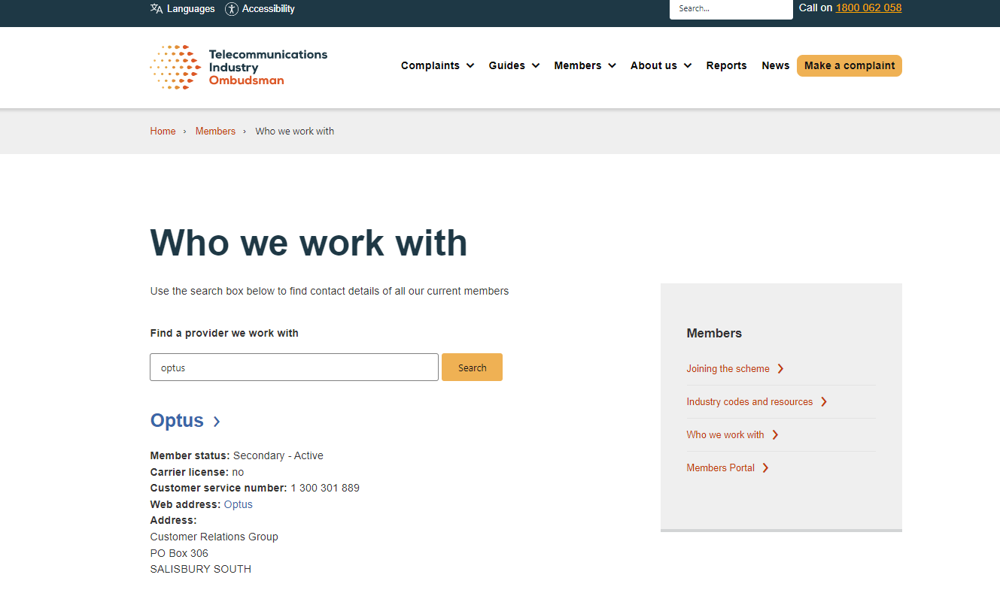 Languages Accessibility Search... Call on 1800 062 058
Telecommunications
Industry
Ombudsman
Complaints Guides Members About us Reports News Make a complaint
Home › Members › Who we work with
Who we work with
Use the search box below to find contact details of all our current members
Find a provider we work with
optus Search
Optus
Member status: Secondary - Active
Carrier license: no
Customer service number: 1 300 301 889
Web address: Optus
Address:
Customer Relations Group
PO Box 306
SALISBURY SOUTH
Members
Joining the scheme
Industry codes and resources
Who we work with
Members Portal